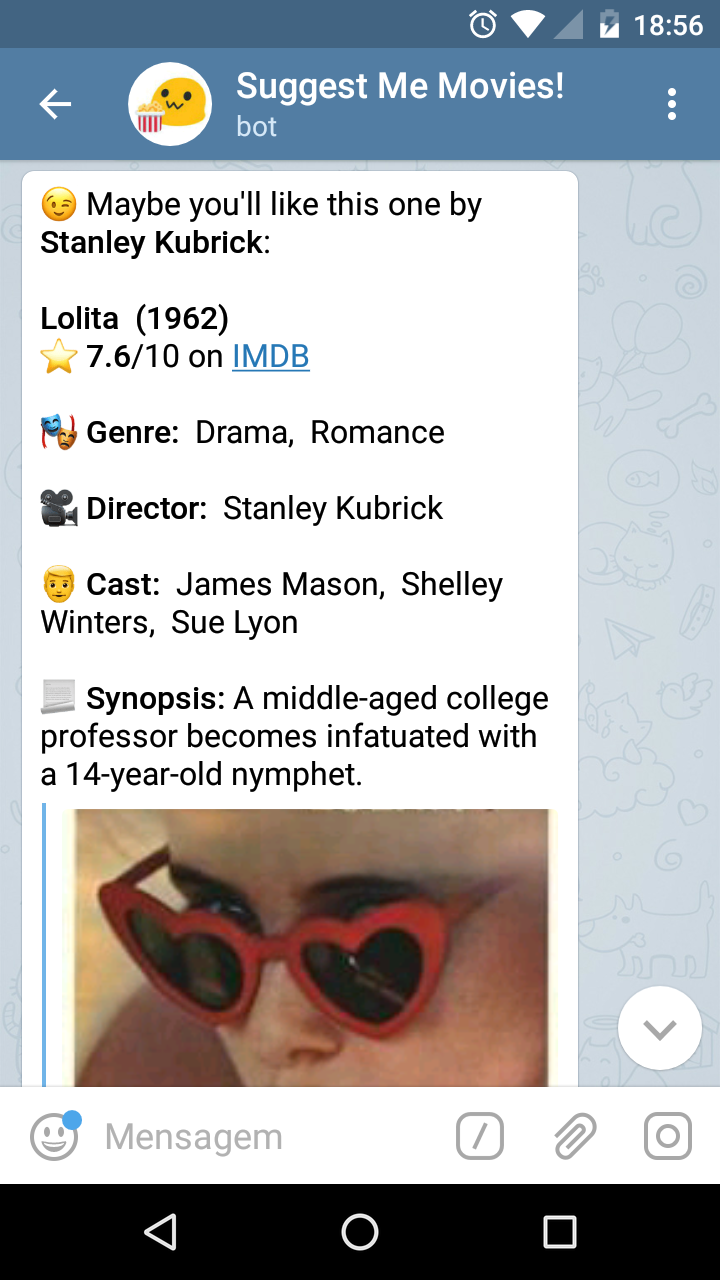 18:56
Suggest Me Movies!
bot
😉 Maybe you'll like this one by
Stanley Kubrick:
Lolita (1962)
⭐ 7.6/10 on IMDB
🎭 Genre: Drama, Romance
🎥 Director: Stanley Kubrick
👨 Cast: James Mason, Shelley
Winters, Sue Lyon
📃 Synopsis: A middle-aged college
professor becomes infatuated with
a 14-year-old nymphet.
Mensagem